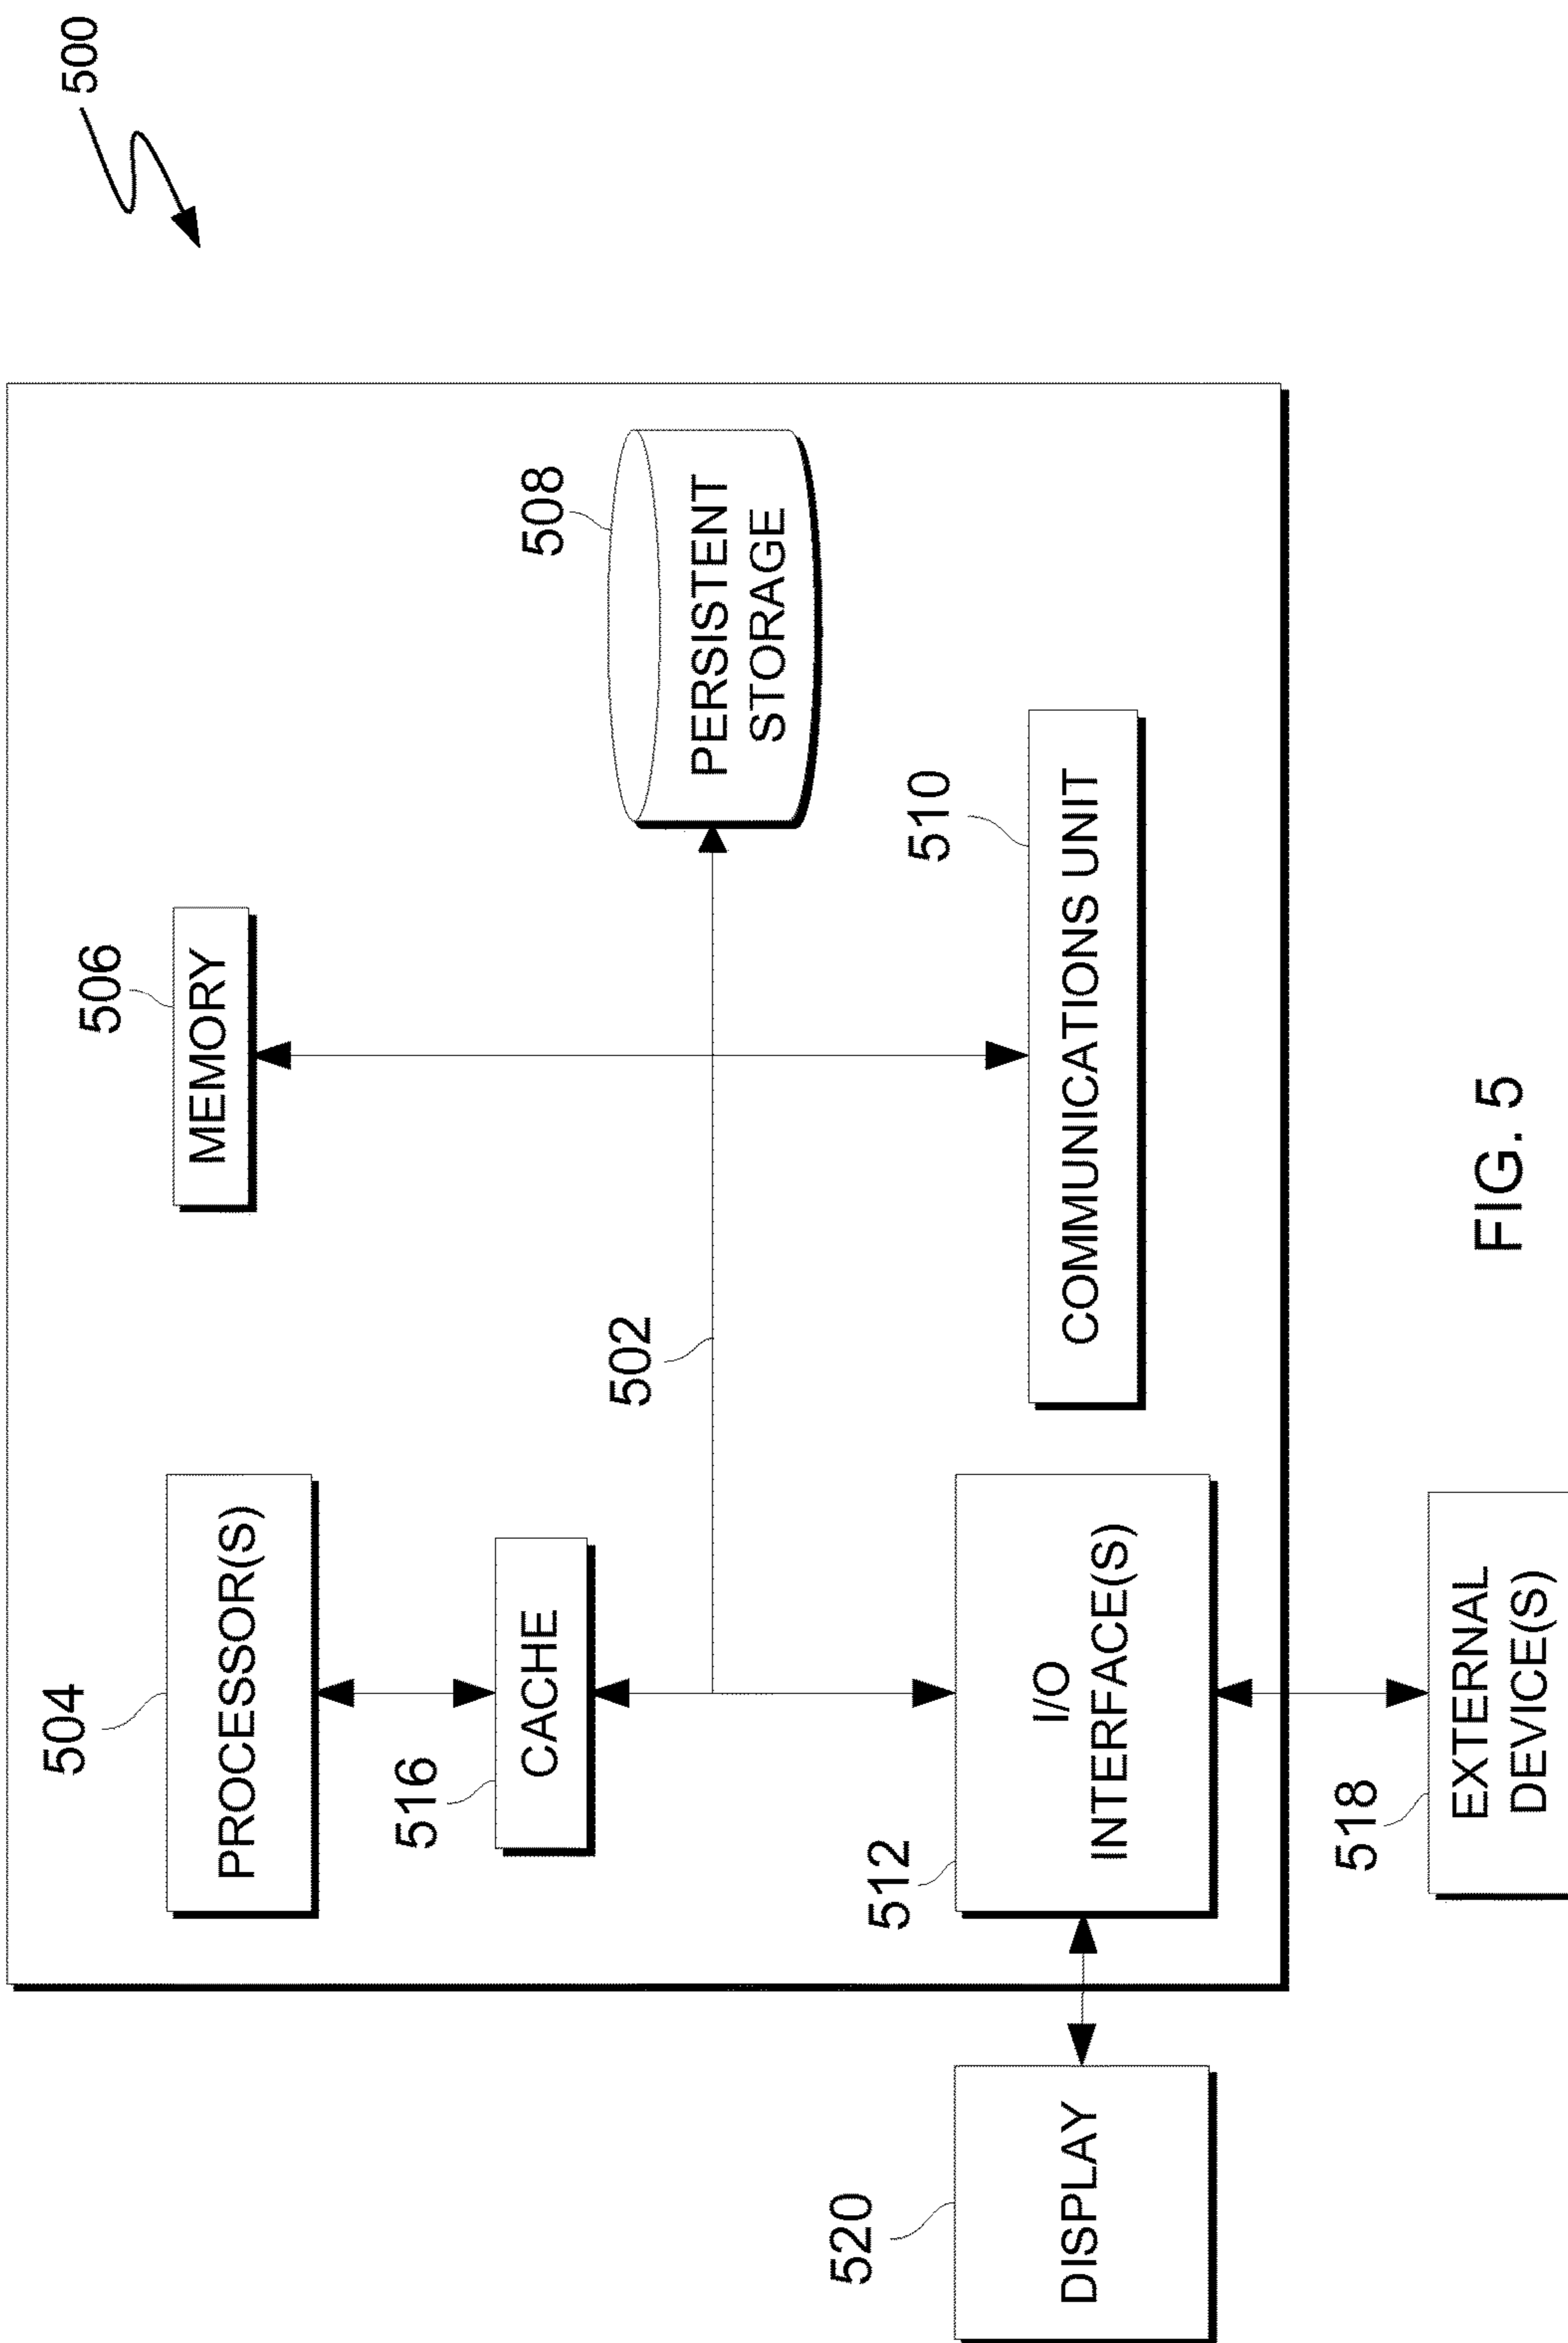 500
504
PROCESSOR(S)
506
MEMORY
516
CACHE
502
508
PERSISTENT
STORAGE
520
DISPLAY
512
I/O
INTERFACE(S)
510
COMMUNICATIONS UNIT
518
EXTERNAL
DEVICE(S)
FIG. 5